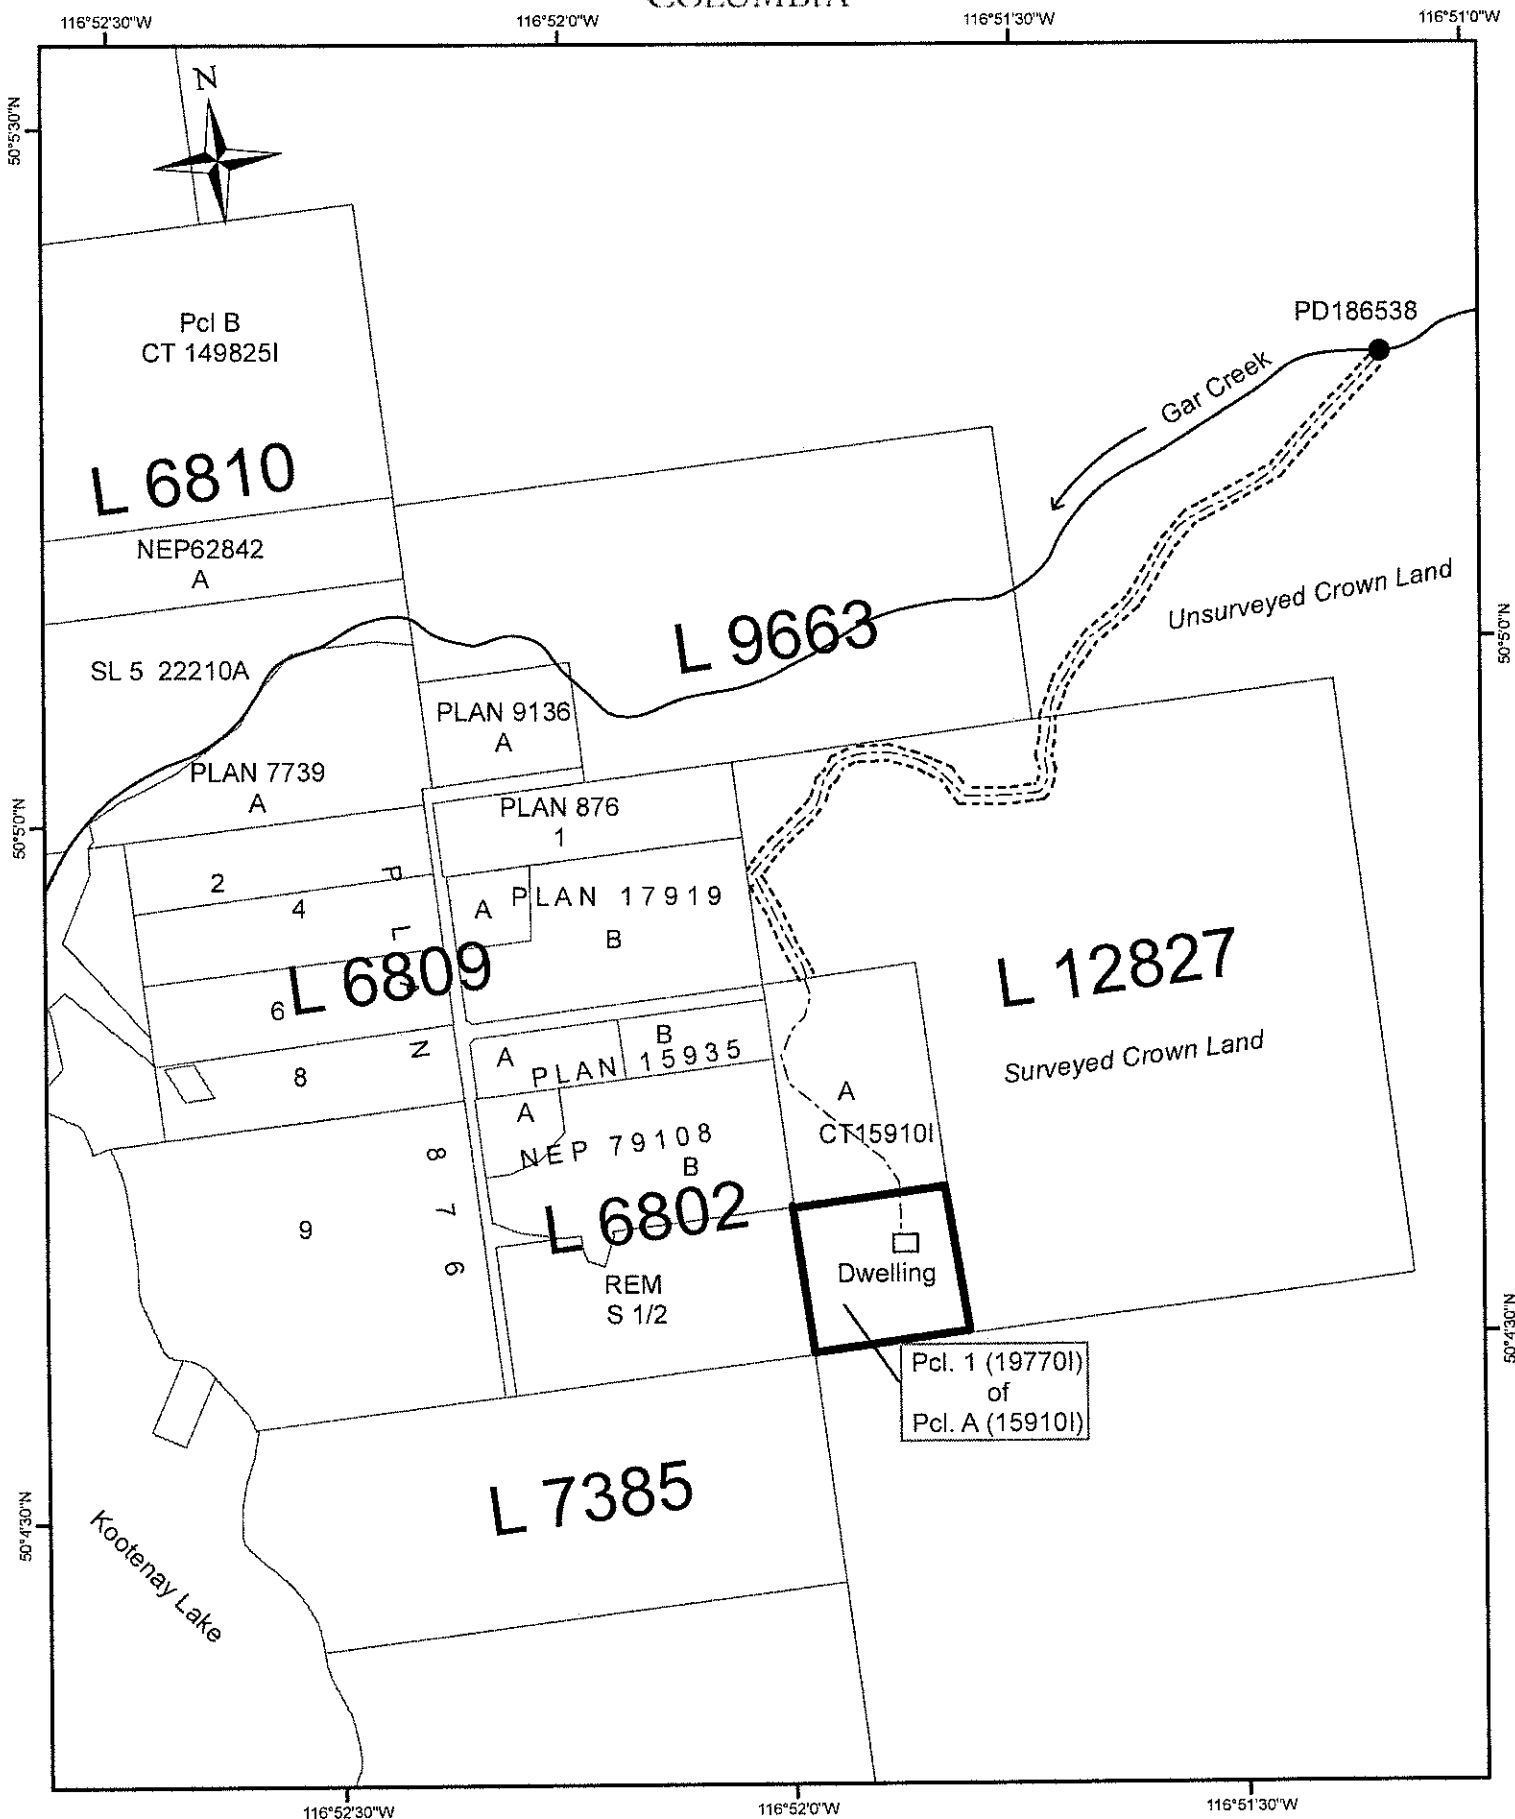 COLUMBIA
116°52'30"W
116°52'0"W
116°51'30"W
116°51'0"W
50°5'30"N
N
Pcl B
CT 149825I
PD186538
Gar Creek
L 6810
NEP62842
A
Unsurveyed Crown Land
50°5'0"N
L 9663
SL 5 22210A
PLAN 9136
A
PLAN 7739
A
50°5'0"N
PLAN 876
1
2
4
6
8
9
P L A N 8 7 6
L 6809
A
PLAN 17919
B
L 12827
Surveyed Crown Land
A
B
PLAN 15935
A
NEP 79108
B
A
CT15910I
L 6802
REM
S 1/2
Dwelling
50°4'30"N
Pcl. 1 (19770I)
of
Pcl. A (15910I)
L 7385
50°4'30"N
Kootenay Lake
116°52'30"W
116°52'0"W
116°51'30"W